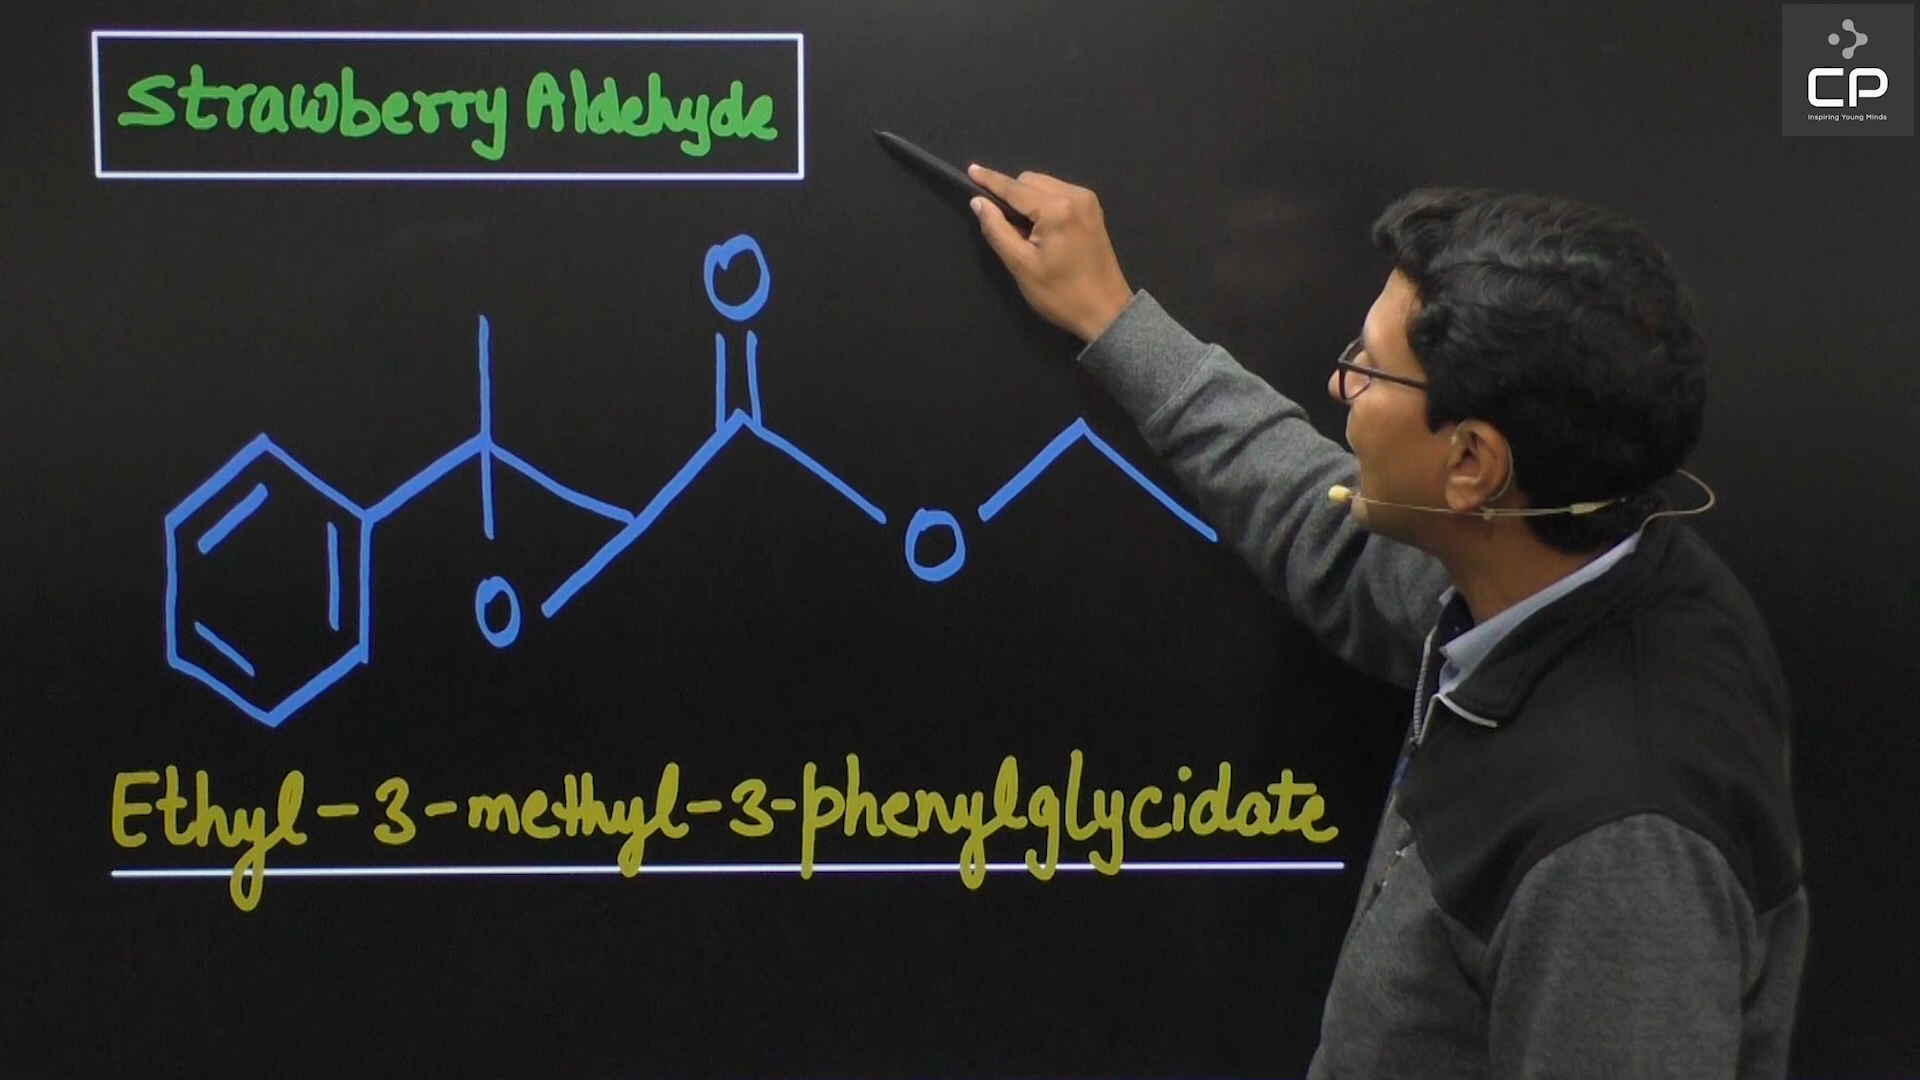 Strawberry Aldehyde
CP
Inspiring Young Minds
O
O
O
Ethyl-3-methyl-3-phenylglycidate